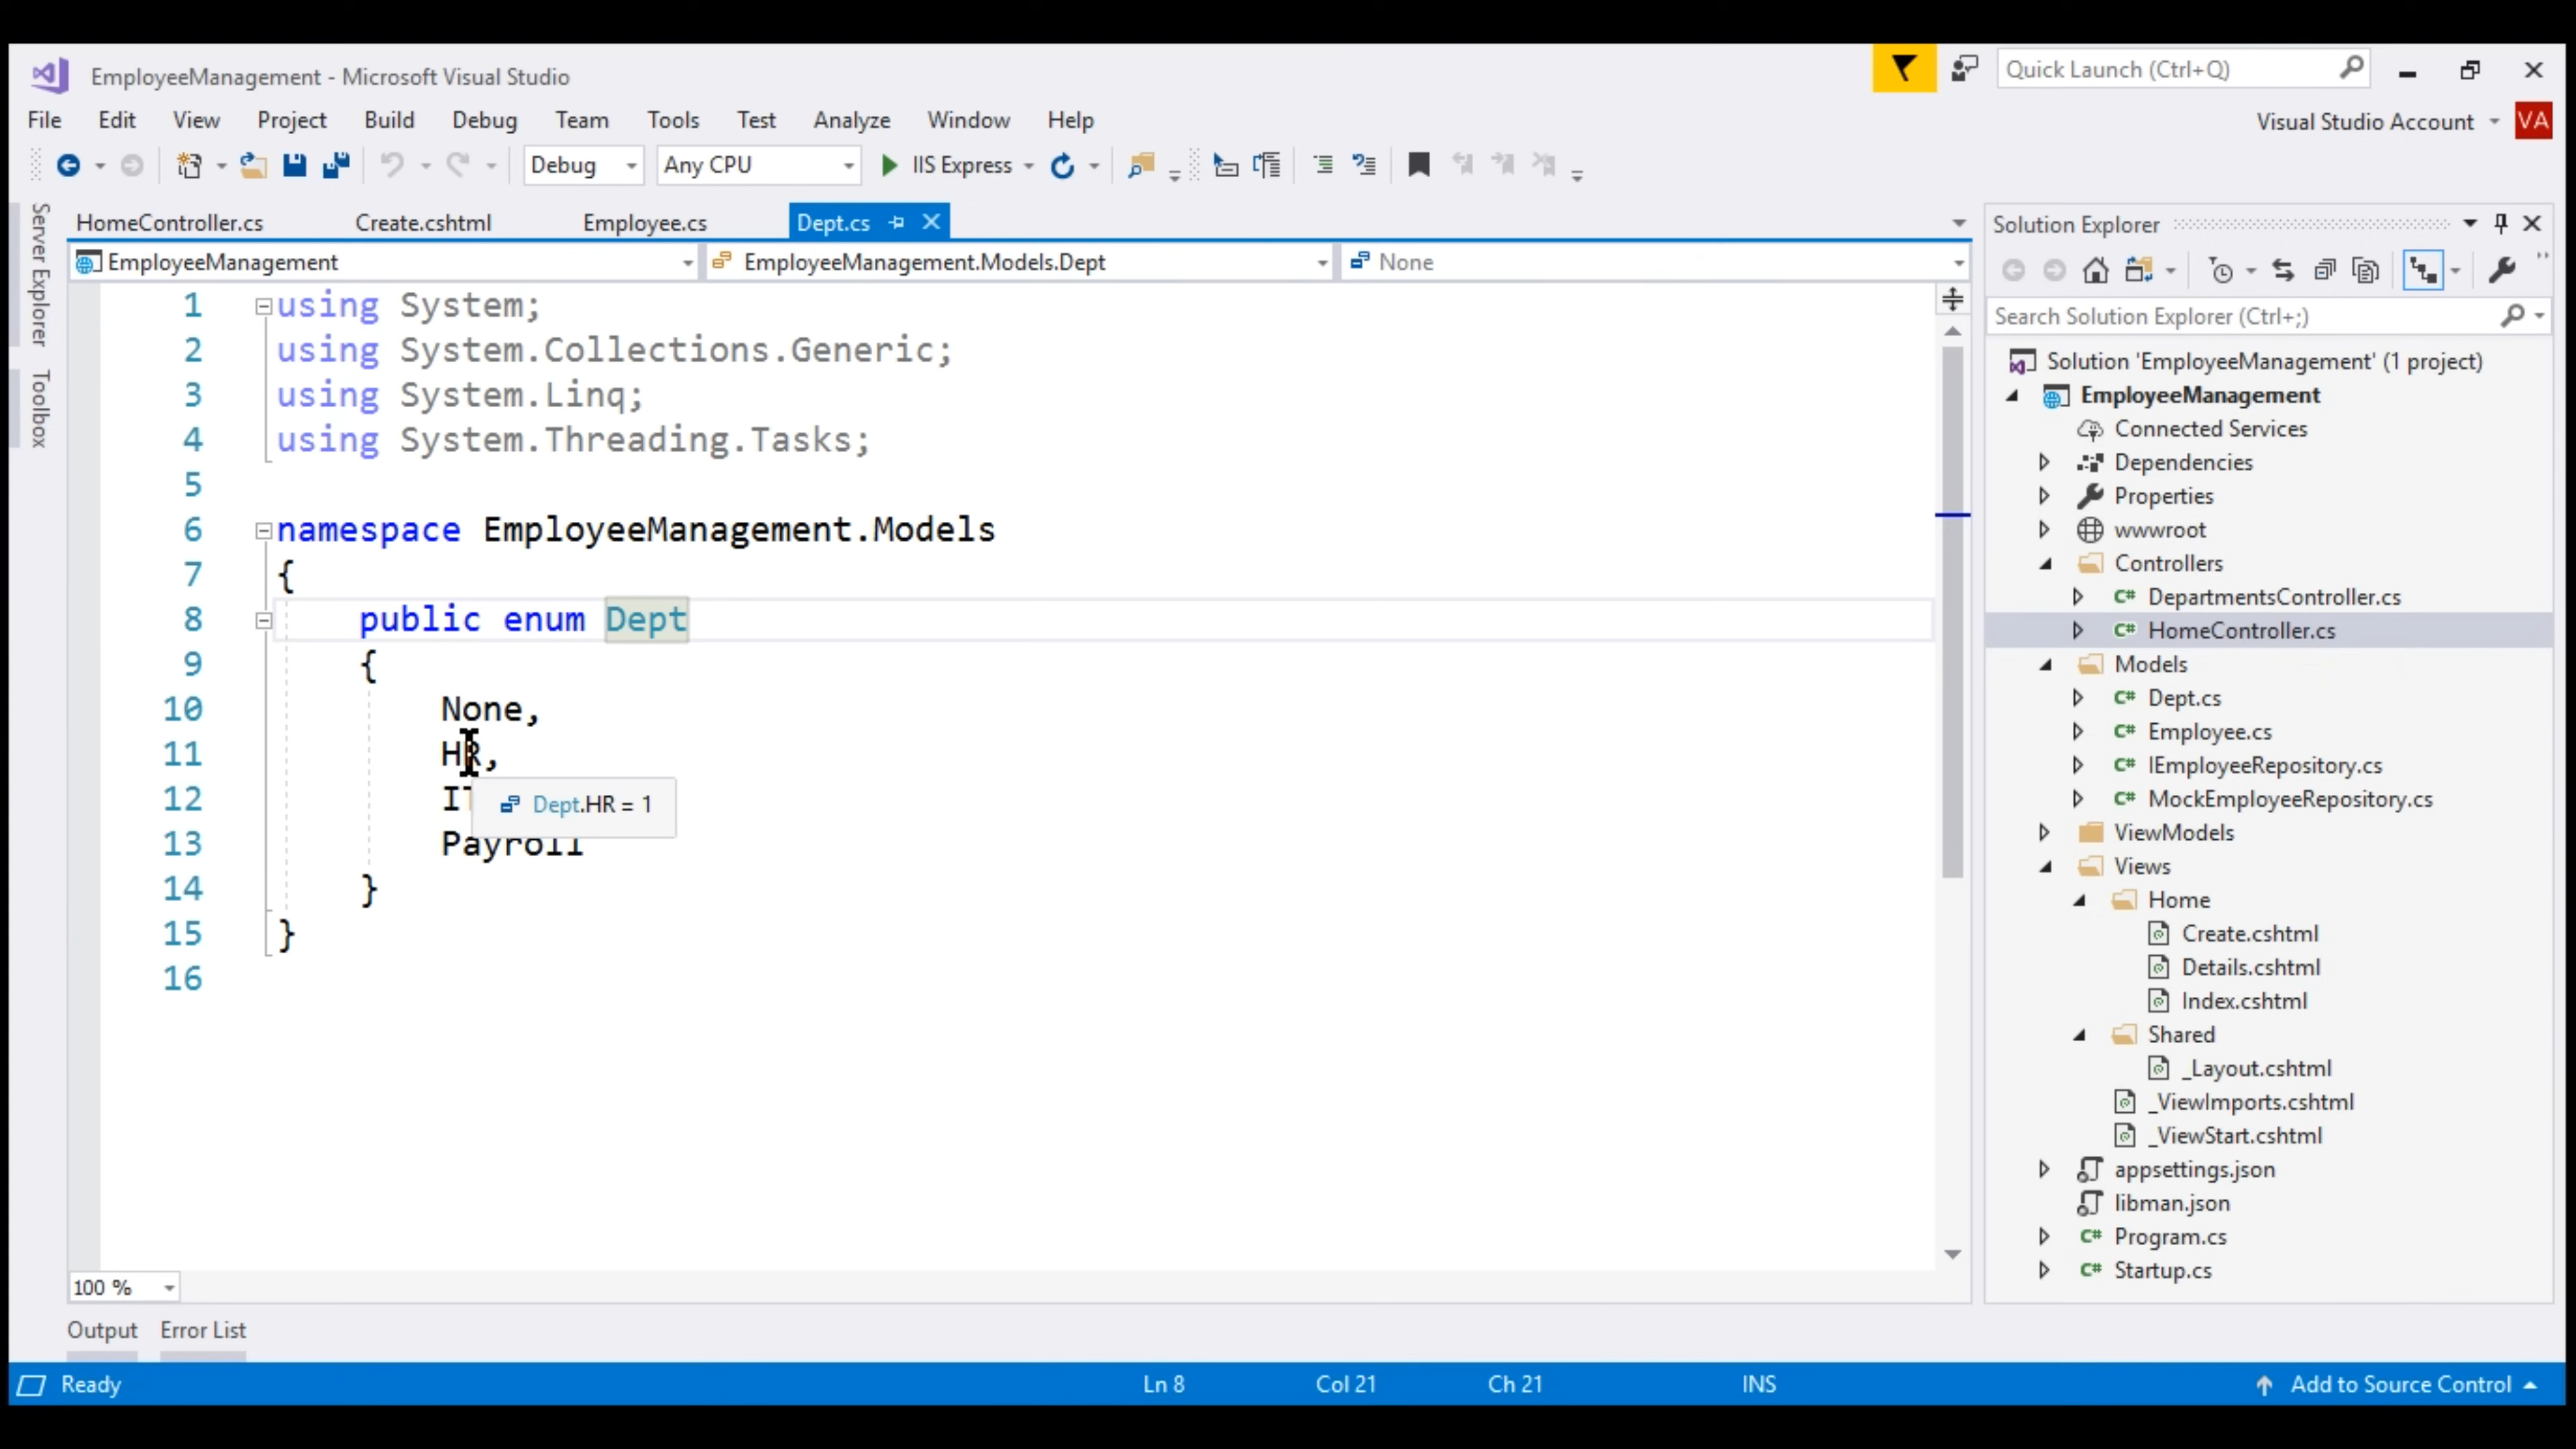 EmployeeManagement - Microsoft Visual Studio
Quick Launch (Ctrl+Q)
File Edit View Project Build Debug Team Tools Test Analyze Window Help
Visual Studio Account VA
Debug Any CPU IIS Express
Server Explorer
Toolbox
HomeController.cs Create.cshtml Employee.cs Dept.cs
EmployeeManagement EmployeeManagement.Models.Dept None
1 using System;
2 using System.Collections.Generic;
3 using System.Linq;
4 using System.Threading.Tasks;
5
6 namespace EmployeeManagement.Models
7 {
8 public enum Dept
9 {
10 None,
11 HR,
12 IT
Dept.HR = 1
13 Payroll
14 }
15 }
16
100 %
Solution Explorer
Search Solution Explorer (Ctrl+;)
Solution 'EmployeeManagement' (1 project)
EmployeeManagement
Connected Services
Dependencies
Properties
wwwroot
Controllers
C# DepartmentsController.cs
C# HomeController.cs
Models
C# Dept.cs
C# Employee.cs
C# IEmployeeRepository.cs
C# MockEmployeeRepository.cs
ViewModels
Views
Home
Create.cshtml
Details.cshtml
Index.cshtml
Shared
_Layout.cshtml
_ViewImports.cshtml
_ViewStart.cshtml
appsettings.json
libman.json
C# Program.cs
C# Startup.cs
Output Error List
Ready Ln 8 Col 21 Ch 21 INS Add to Source Control